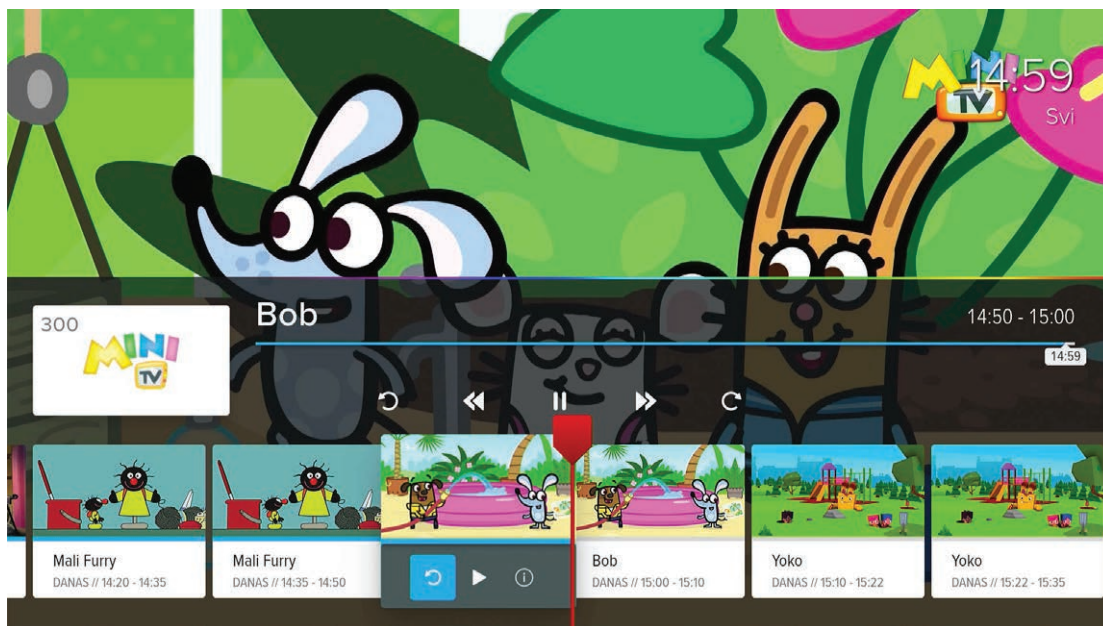 MINI
TV
14:59
Svi
300
MINI
TV
Bob
14:50 - 15:00
14:59
Mali Furry
DANAS // 14:20 - 14:35
Mali Furry
DANAS // 14:35 - 14:50
Bob
DANAS // 15:00 - 15:10
Yoko
DANAS // 15:10 - 15:22
Yoko
DANAS // 15:22 - 15:35